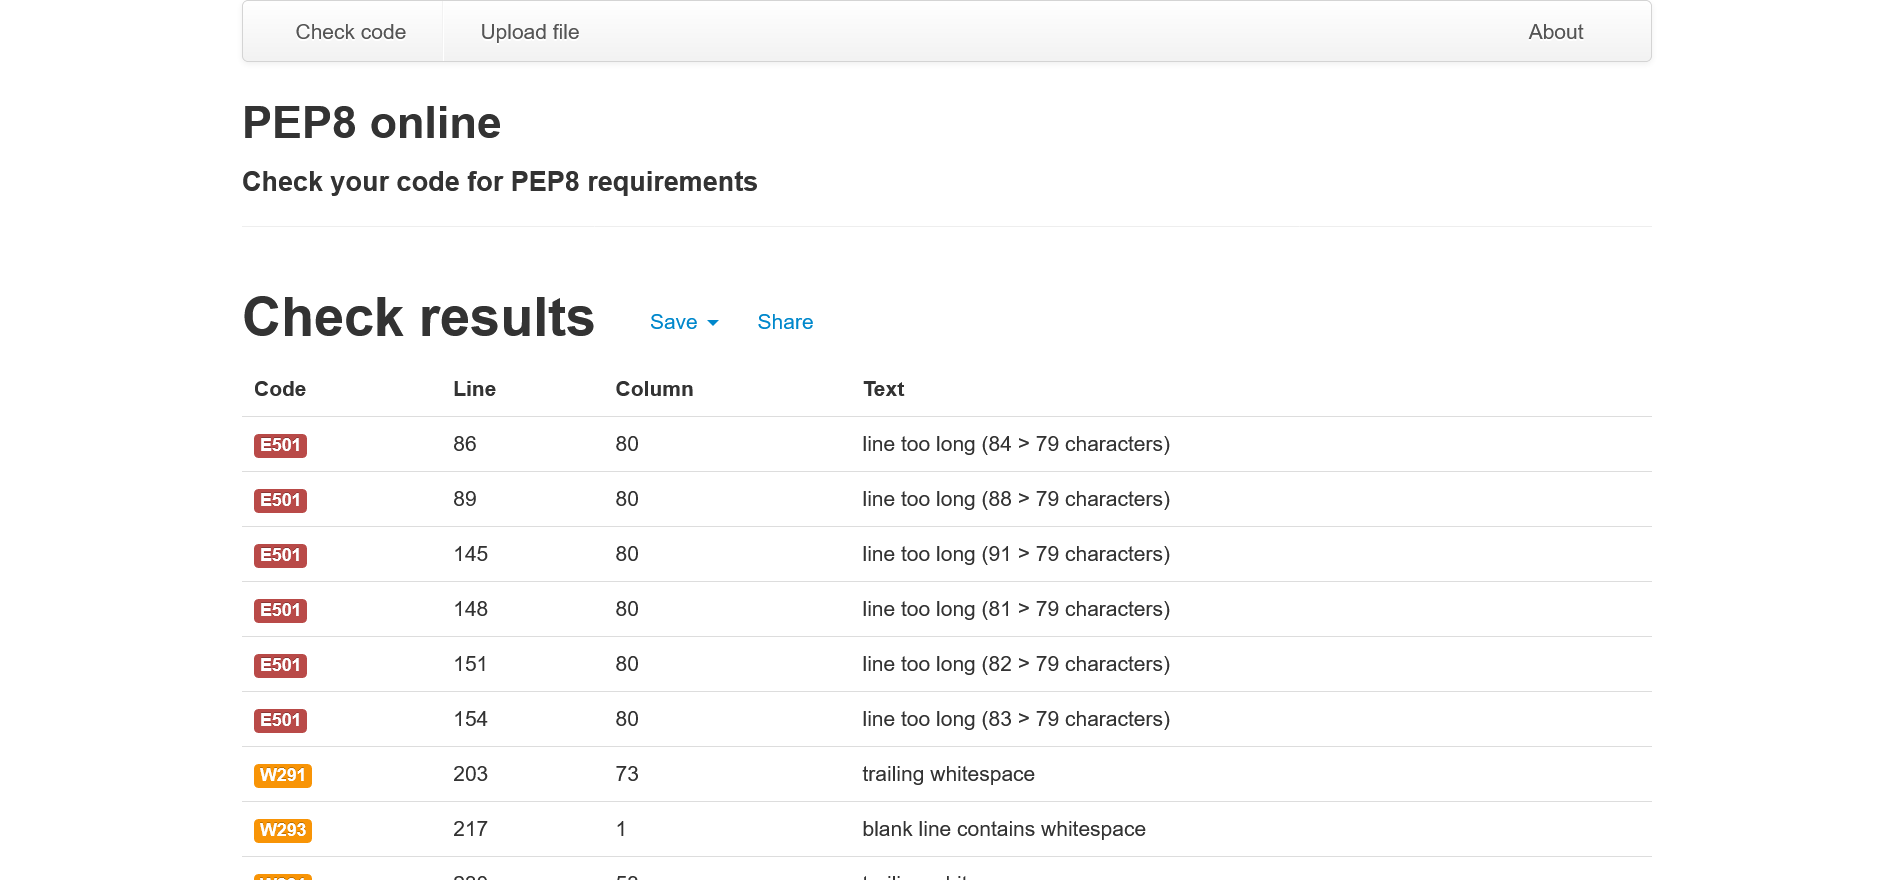 Check code Upload file About
PEP8 online
Check your code for PEP8 requirements
Check results Save Share
Code Line Column Text
E501 86 80 line too long (84 > 79 characters)
E501 89 80 line too long (88 > 79 characters)
E501 145 80 line too long (91 > 79 characters)
E501 148 80 line too long (81 > 79 characters)
E501 151 80 line too long (82 > 79 characters)
E501 154 80 line too long (83 > 79 characters)
W291 203 73 trailing whitespace
W293 217 1 blank line contains whitespace